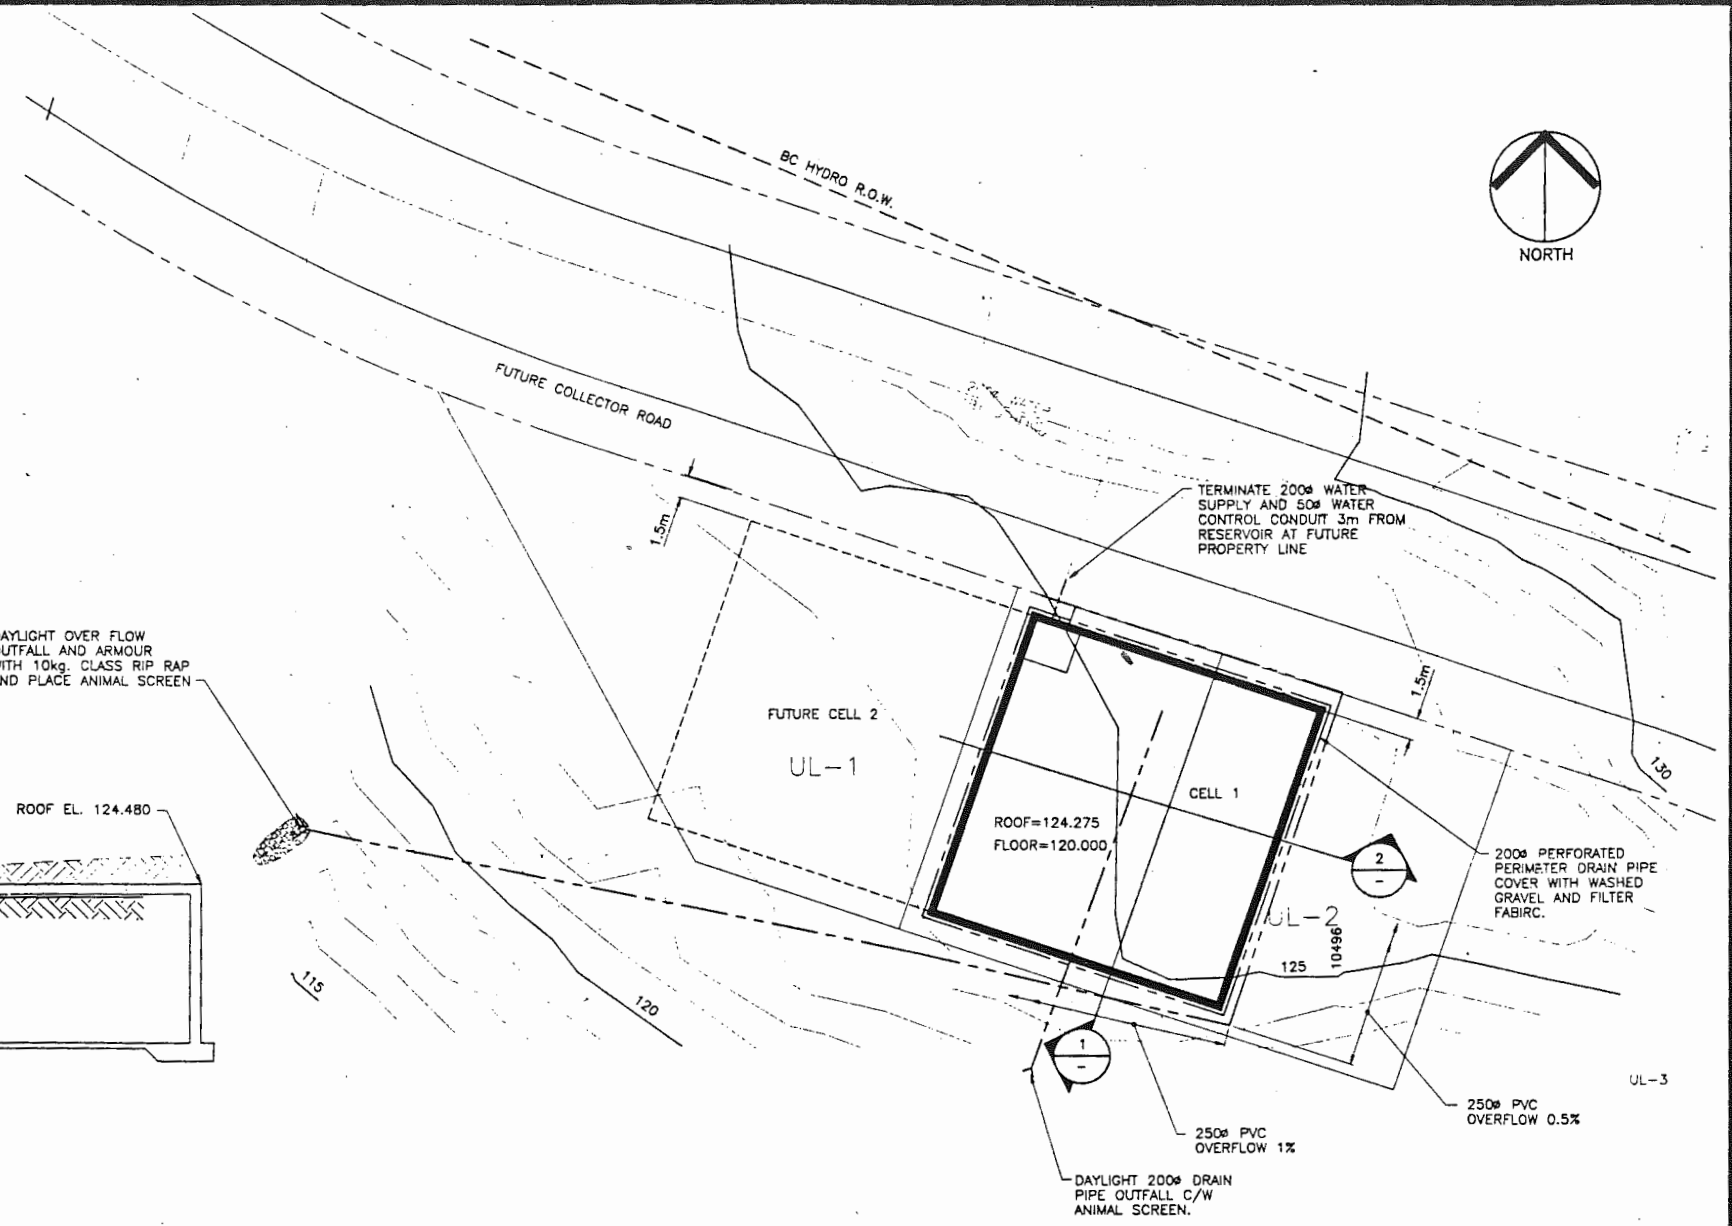 BC HYDRO R.O.W.
NORTH
FUTURE COLLECTOR ROAD
1.5m
TERMINATE 200ø WATER
SUPPLY AND 50ø WATER
CONTROL CONDUIT 3m FROM
RESERVOIR AT FUTURE
PROPERTY LINE
AYLIGHT OVER FLOW
UTFALL AND ARMOUR
ITH 10kg. CLASS RIP RAP
ND PLACE ANIMAL SCREEN
1.5m
FUTURE CELL 2
UL-1
130
CELL 1
ROOF EL. 124.480
ROOF=124.275
FLOOR=120.000
2
-
200ø PERFORATED
PERIMETER DRAIN PIPE
COVER WITH WASHED
GRAVEL AND FILTER
FABIRC.
UL-2
10496
125
115
120
1
-
UL-3
250ø PVC
OVERFLOW 0.5%
250ø PVC
OVERFLOW 1%
DAYLIGHT 200ø DRAIN
PIPE OUTFALL C/W
ANIMAL SCREEN.